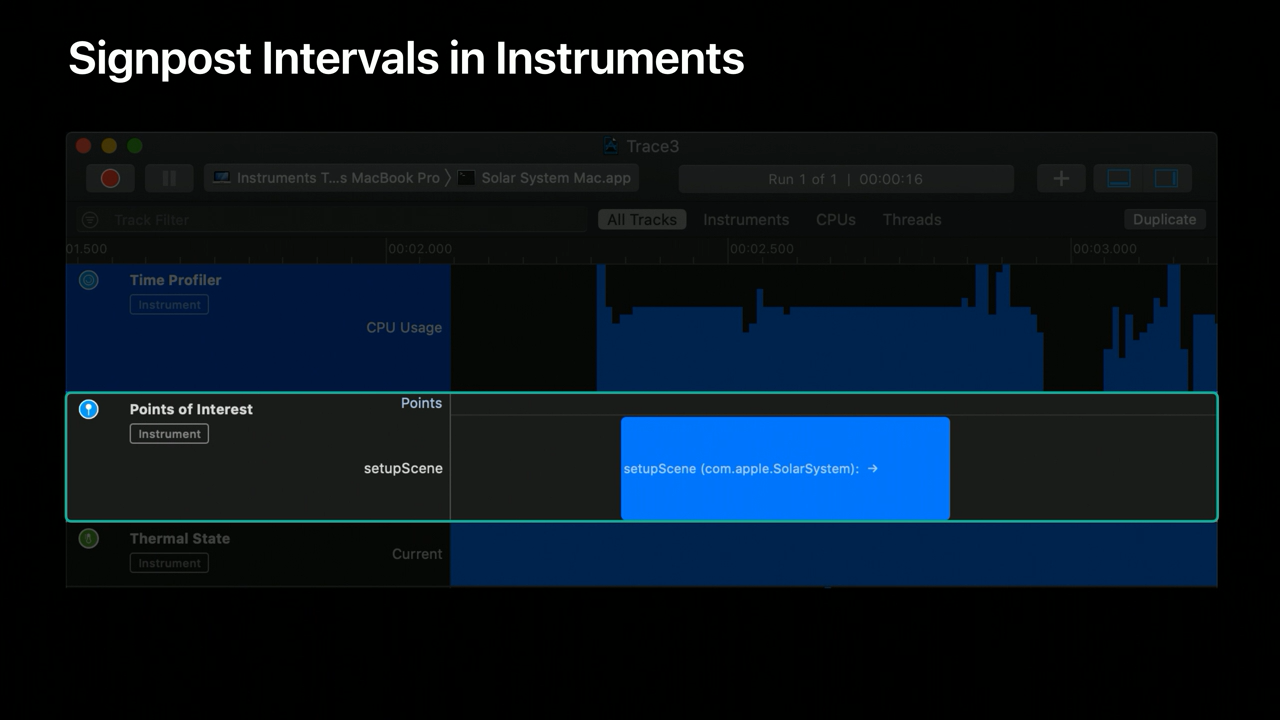 Signpost Intervals in Instruments
Trace3
Instruments T...s MacBook Pro 〉 Solar System Mac.app
Run 1 of 1 | 00:00:16
Track Filter
All Tracks Instruments CPUs Threads
Duplicate
01.500 00:02.000 00:02.500 00:03.000
Time Profiler
Instrument
CPU Usage
Points of Interest
Points
Instrument
setupScene
setupScene (com.apple.SolarSystem): →
Thermal State
Current
Instrument